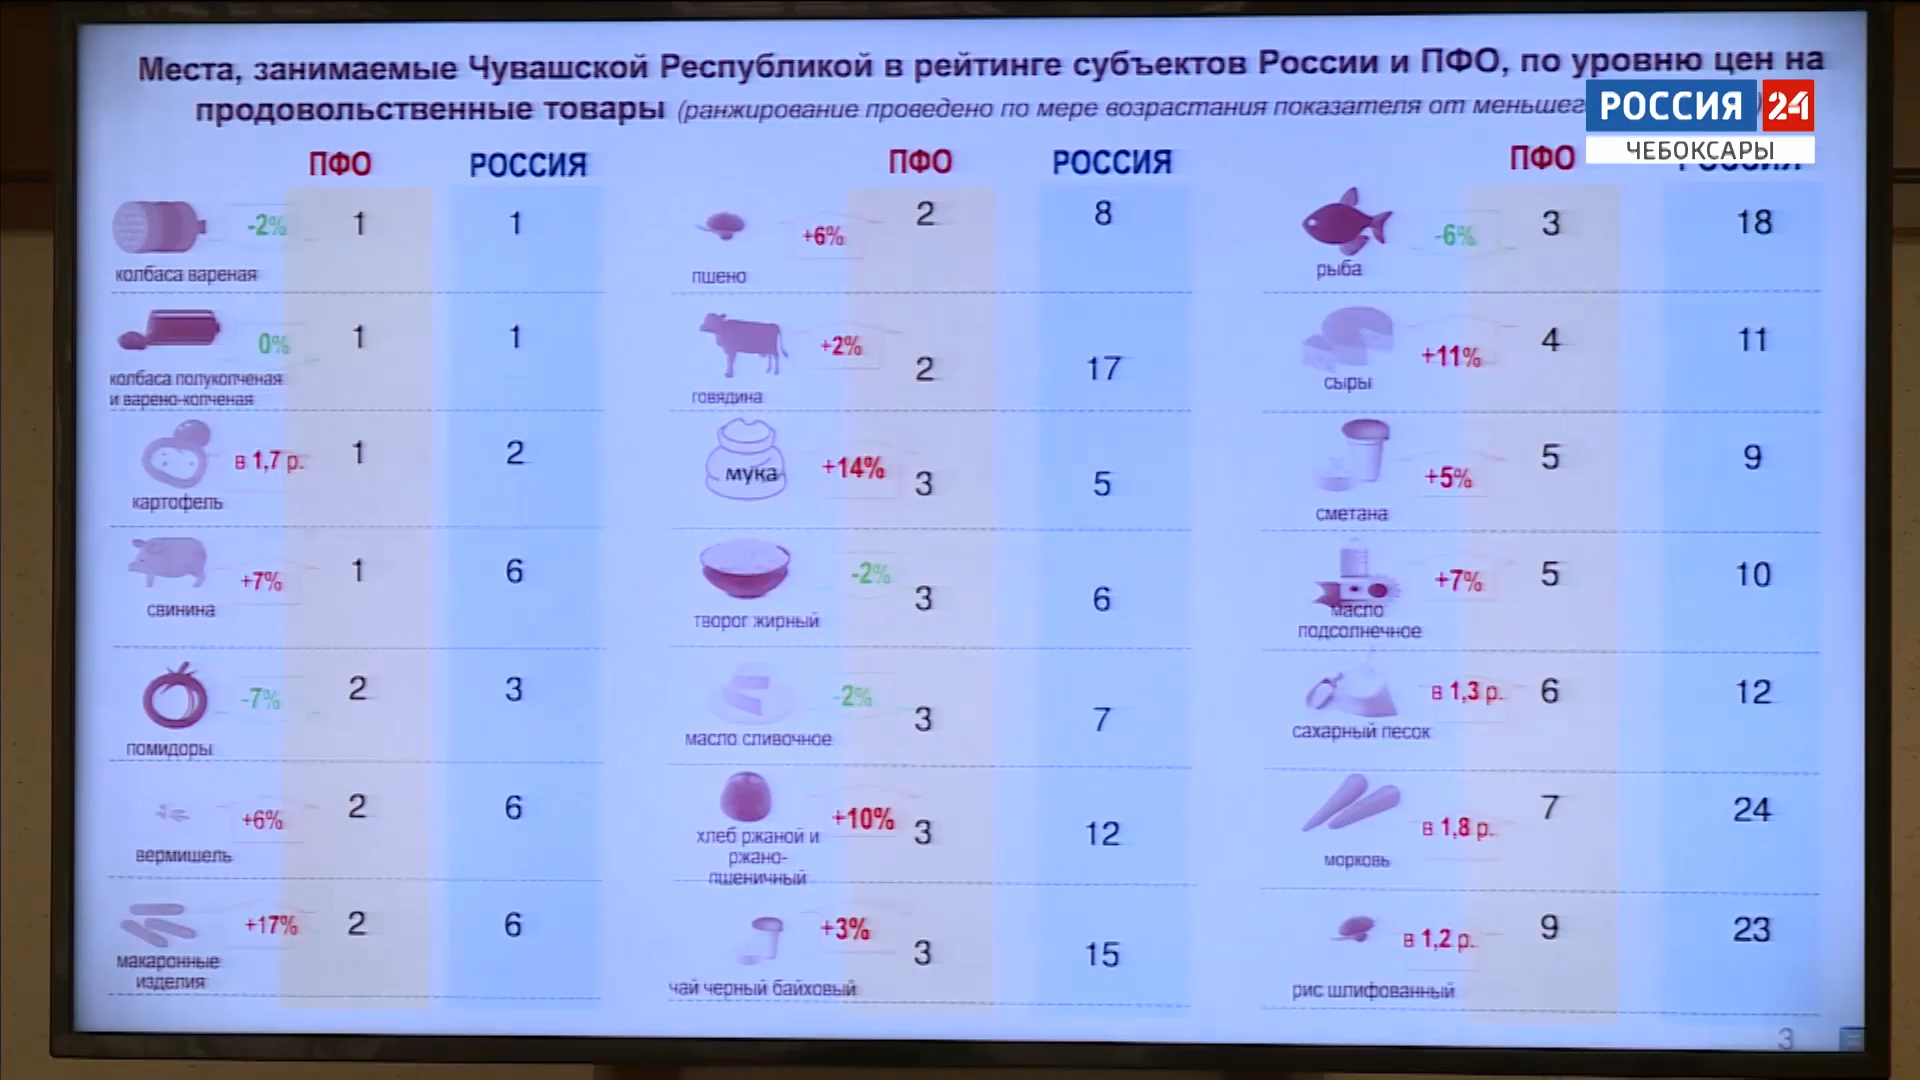 Места, занимаемые Чувашской Республикой в рейтинге субъектов России и ПФО, по уровню цен на
продовольственные товары (ранжирование проведено по мере возрастания показателя от
РОССИЯ 24
ЧЕБОКСАРЫ
ПФО РОССИЯ
-2% 1 1
колбаса вареная
0% 1 1
колбаса полукопченая
и варено-копченая
в 1,7 р. 1 2
картофель
+7% 1 6
свинина
-7% 2 3
помидоры
+6% 2 6
вермишель
+17% 2 6
макаронные
изделия
ПФО РОССИЯ
+6% 2 8
пшено
+2% 2 17
говядина
мука +14% 3 5
-2% 3 6
творог жирный
-2% 3 7
масло сливочное
+10% 3 12
хлеб ржаной и
ржано-
пшеничный
+3% 3 15
чай черный байховый
ПФО
-6% 3 18
рыба
+11% 4 11
сыры
+5% 5 9
сметана
+7% 5 10
масло
подсолнечное
в 1,3 р. 6 12
сахарный песок
в 1,8 р. 7 24
морковь
в 1,2 р. 9 23
рис шлифованный
3